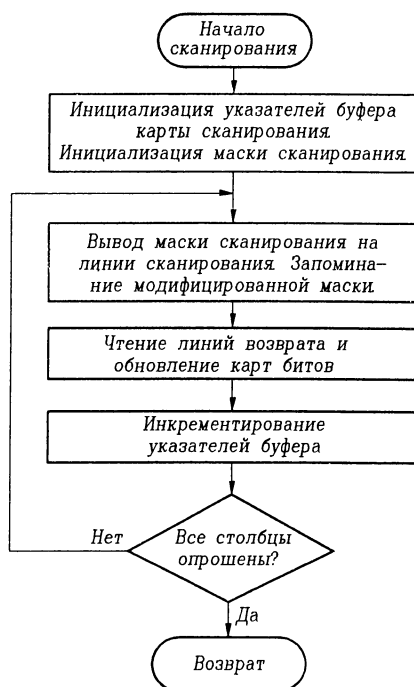 Начало
сканирования
Инициализация указателей буфера
карты сканирования.
Инициализация маски сканирования.
Вывод маски сканирования на
линии сканирования. Запомина-
ние модифицированной маски.
Чтение линий возврата и
обновление карт битов
Инкрементирование
указателей буфера
Нет
Все столбцы
опрошены?
Да
Возврат